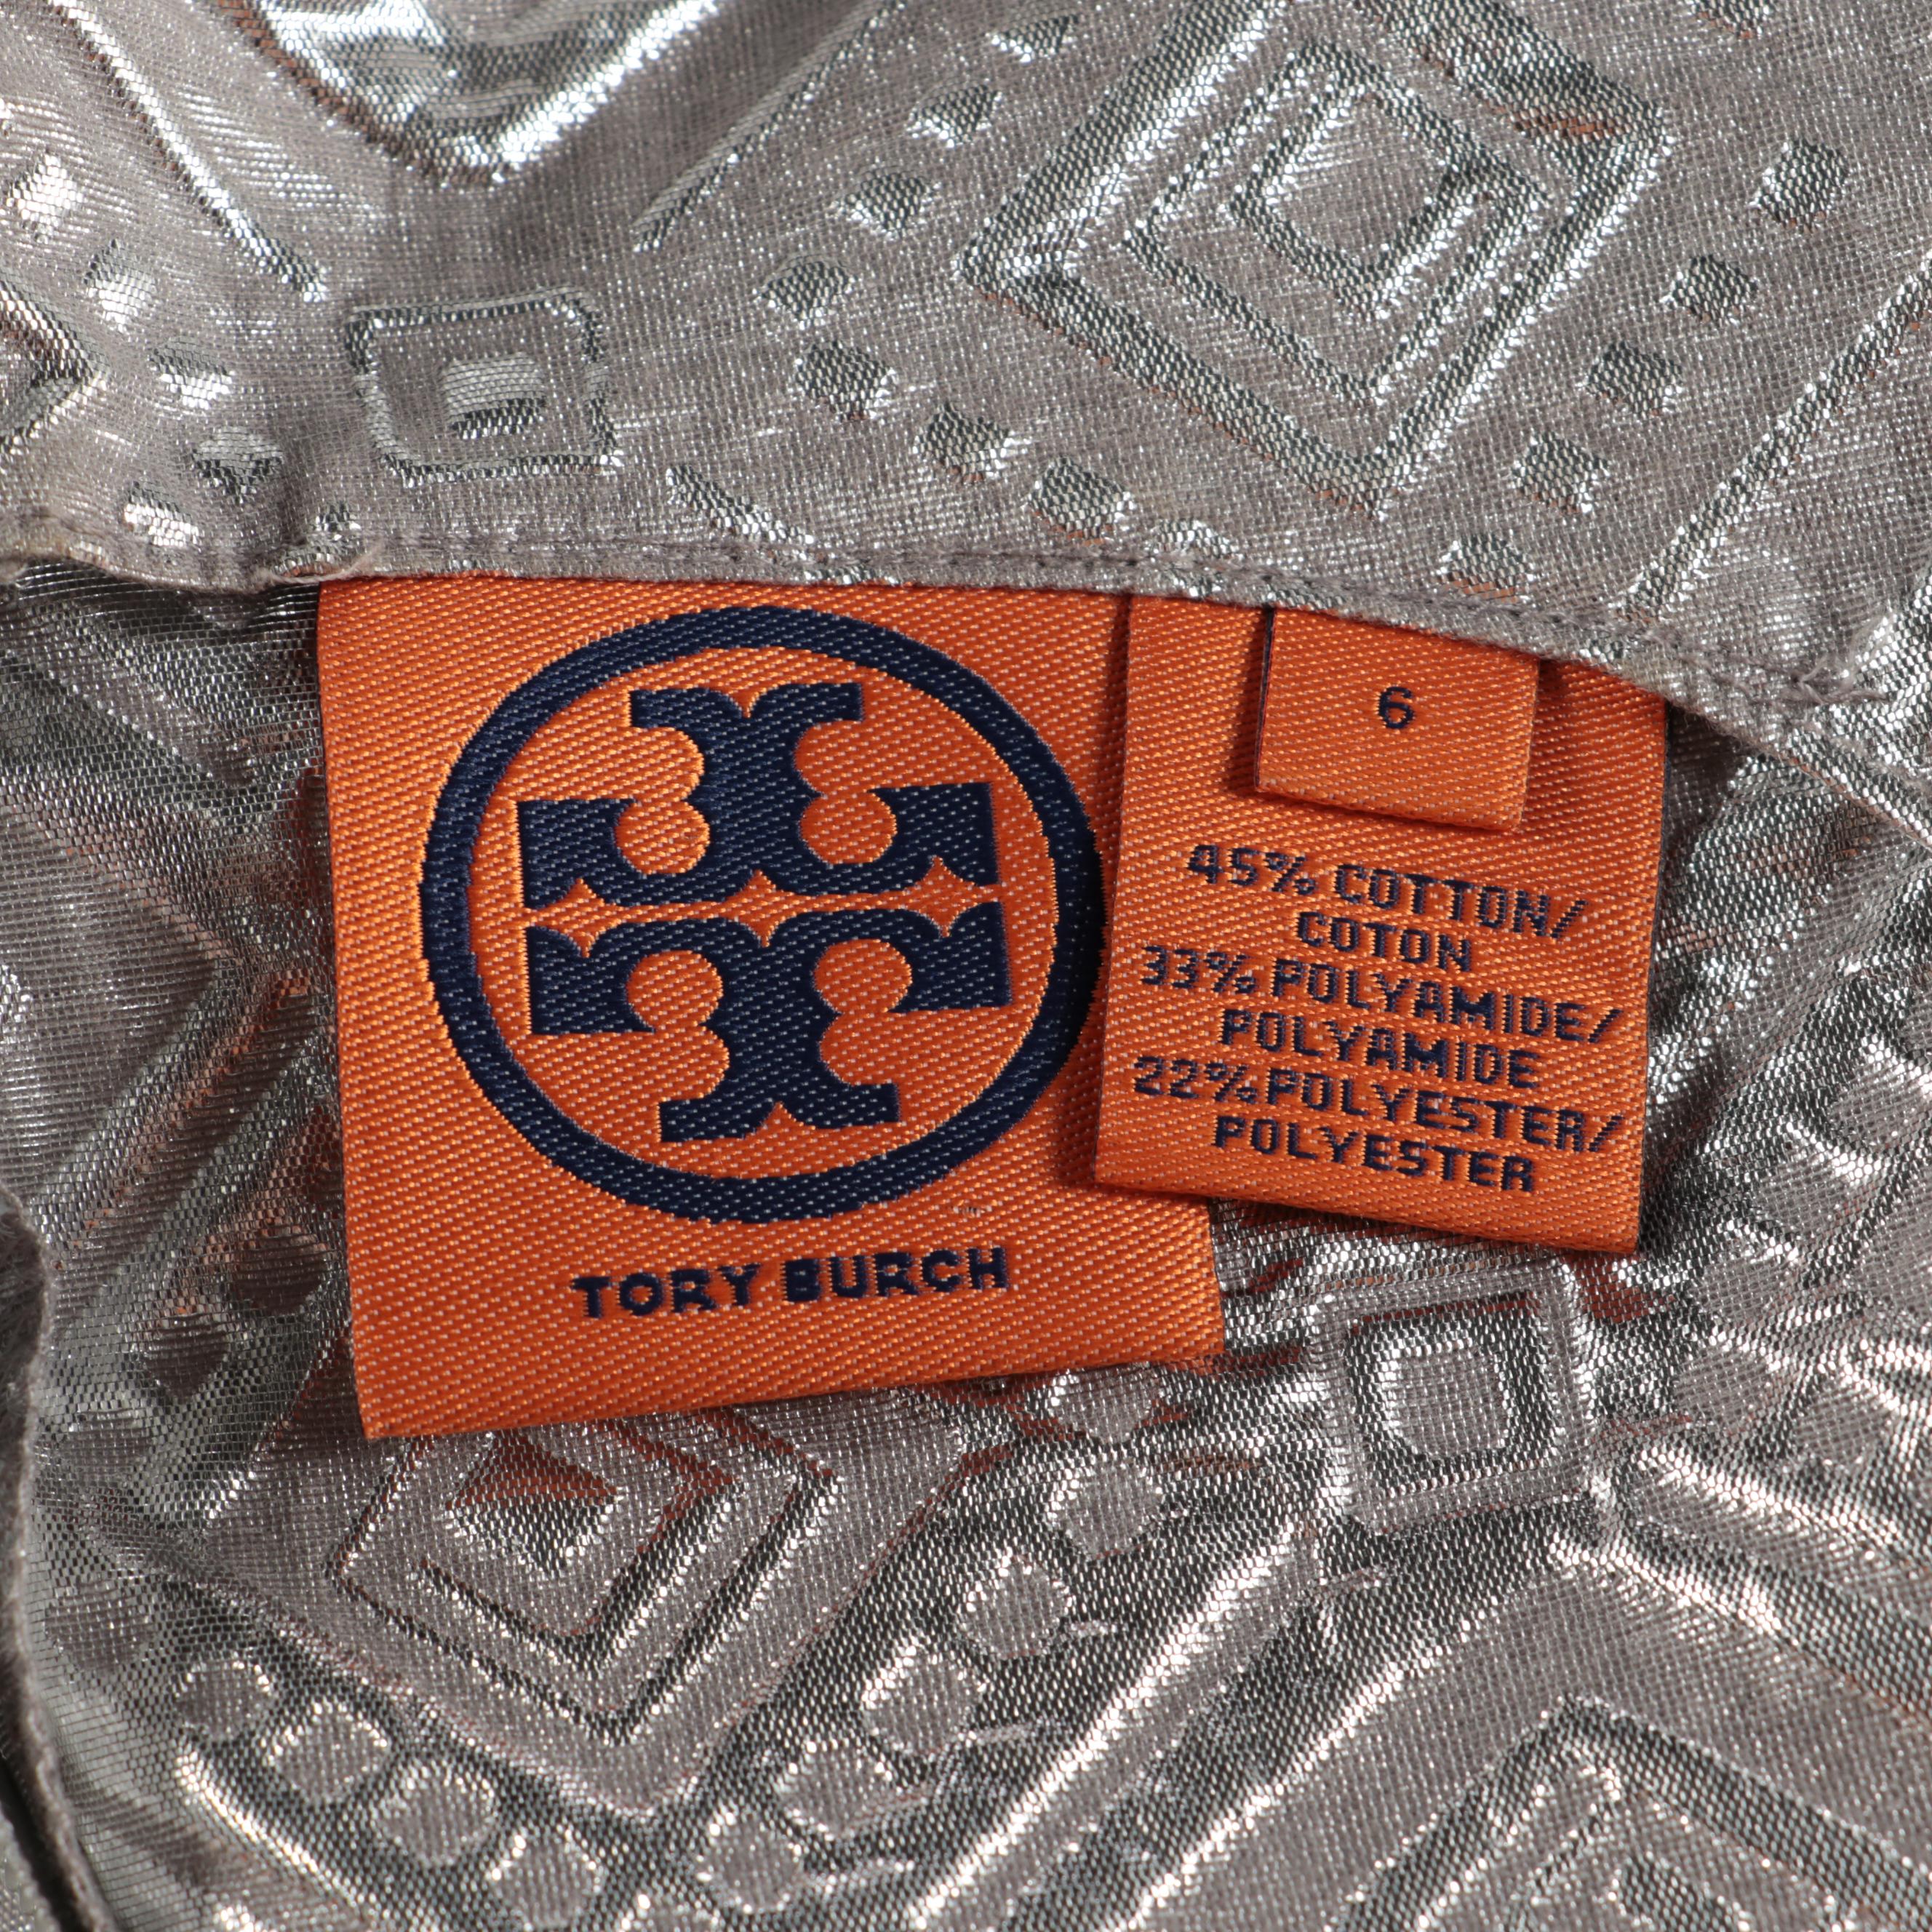 TORY BURCH
6
45% COTTON/
COTON
33% POLYAMIDE/
POLYAMIDE
22% POLYESTER/
POLYESTER